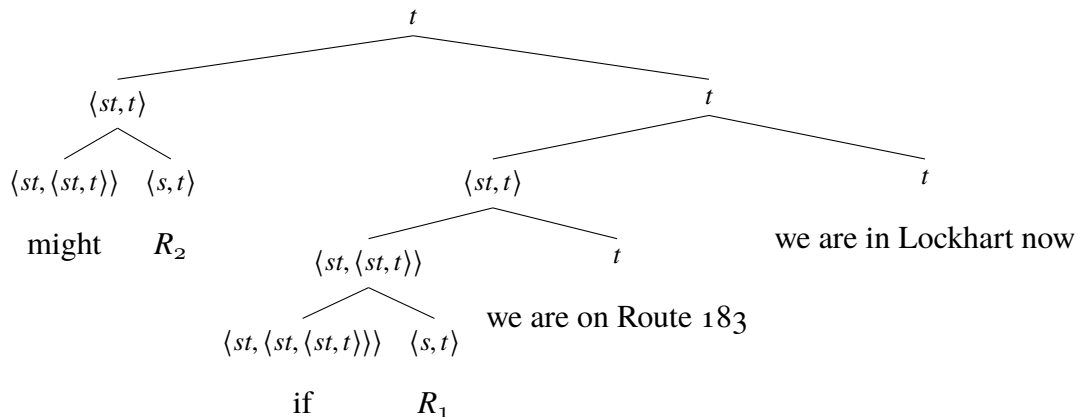 t
⟨st, t⟩ t
⟨st, ⟨st, t⟩⟩ ⟨s, t⟩ ⟨st, t⟩ t
might R₂ we are in Lockhart now
⟨st, ⟨st, t⟩⟩ t
we are on Route 183
⟨st, ⟨st, ⟨st, t⟩⟩⟩ ⟨s, t⟩
if R₁